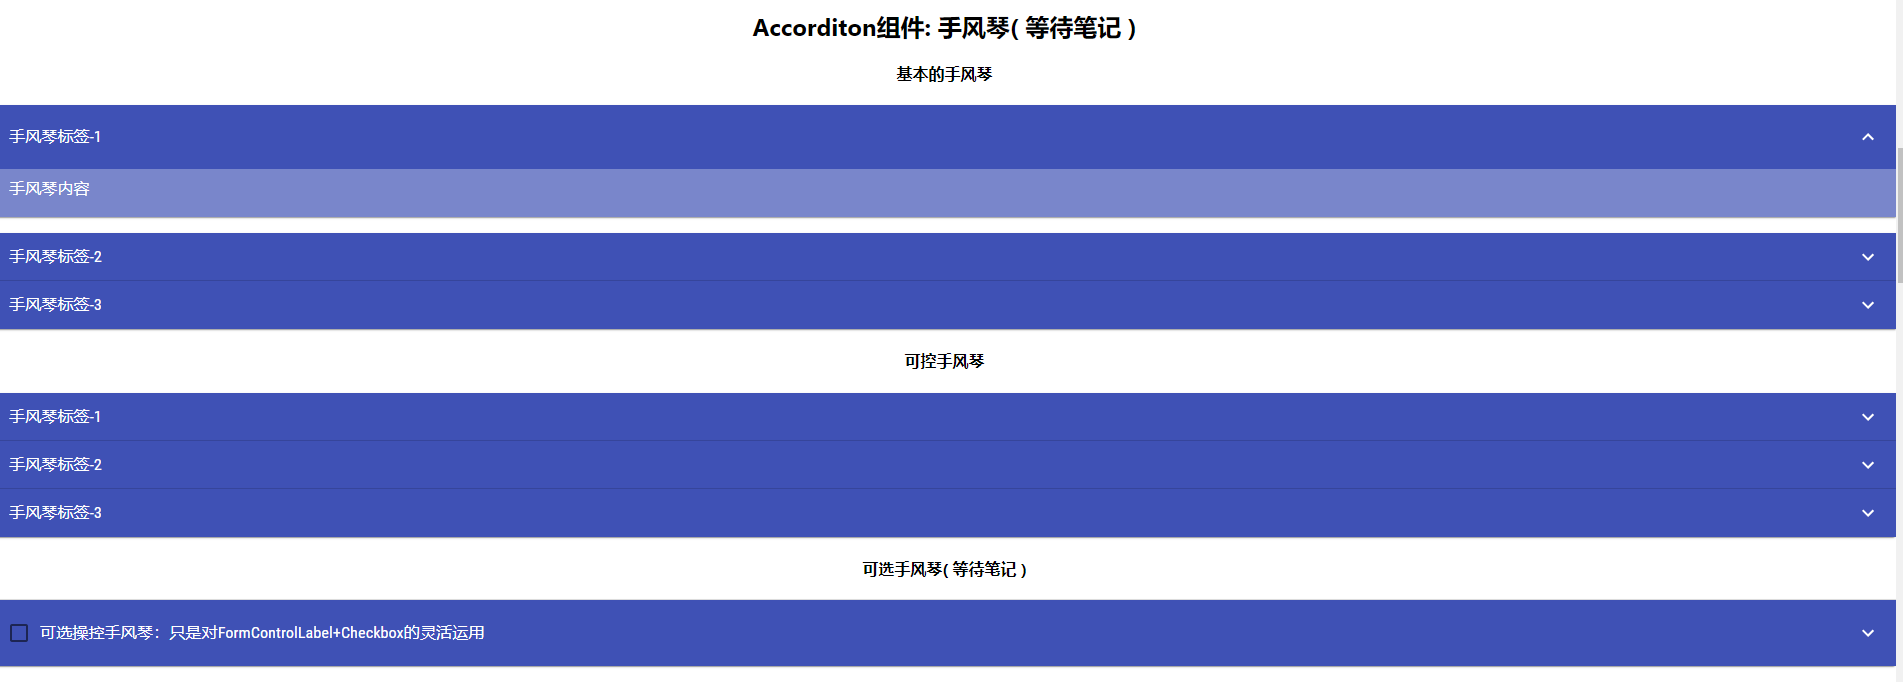 Accorditon组件: 手风琴( 等待笔记 )
基本的手风琴
手风琴标签-1
手风琴内容
手风琴标签-2
手风琴标签-3
可控手风琴
手风琴标签-1
手风琴标签-2
手风琴标签-3
可选手风琴( 等待笔记 )
可选操控手风琴：只是对FormControlLabel+Checkbox的灵活运用